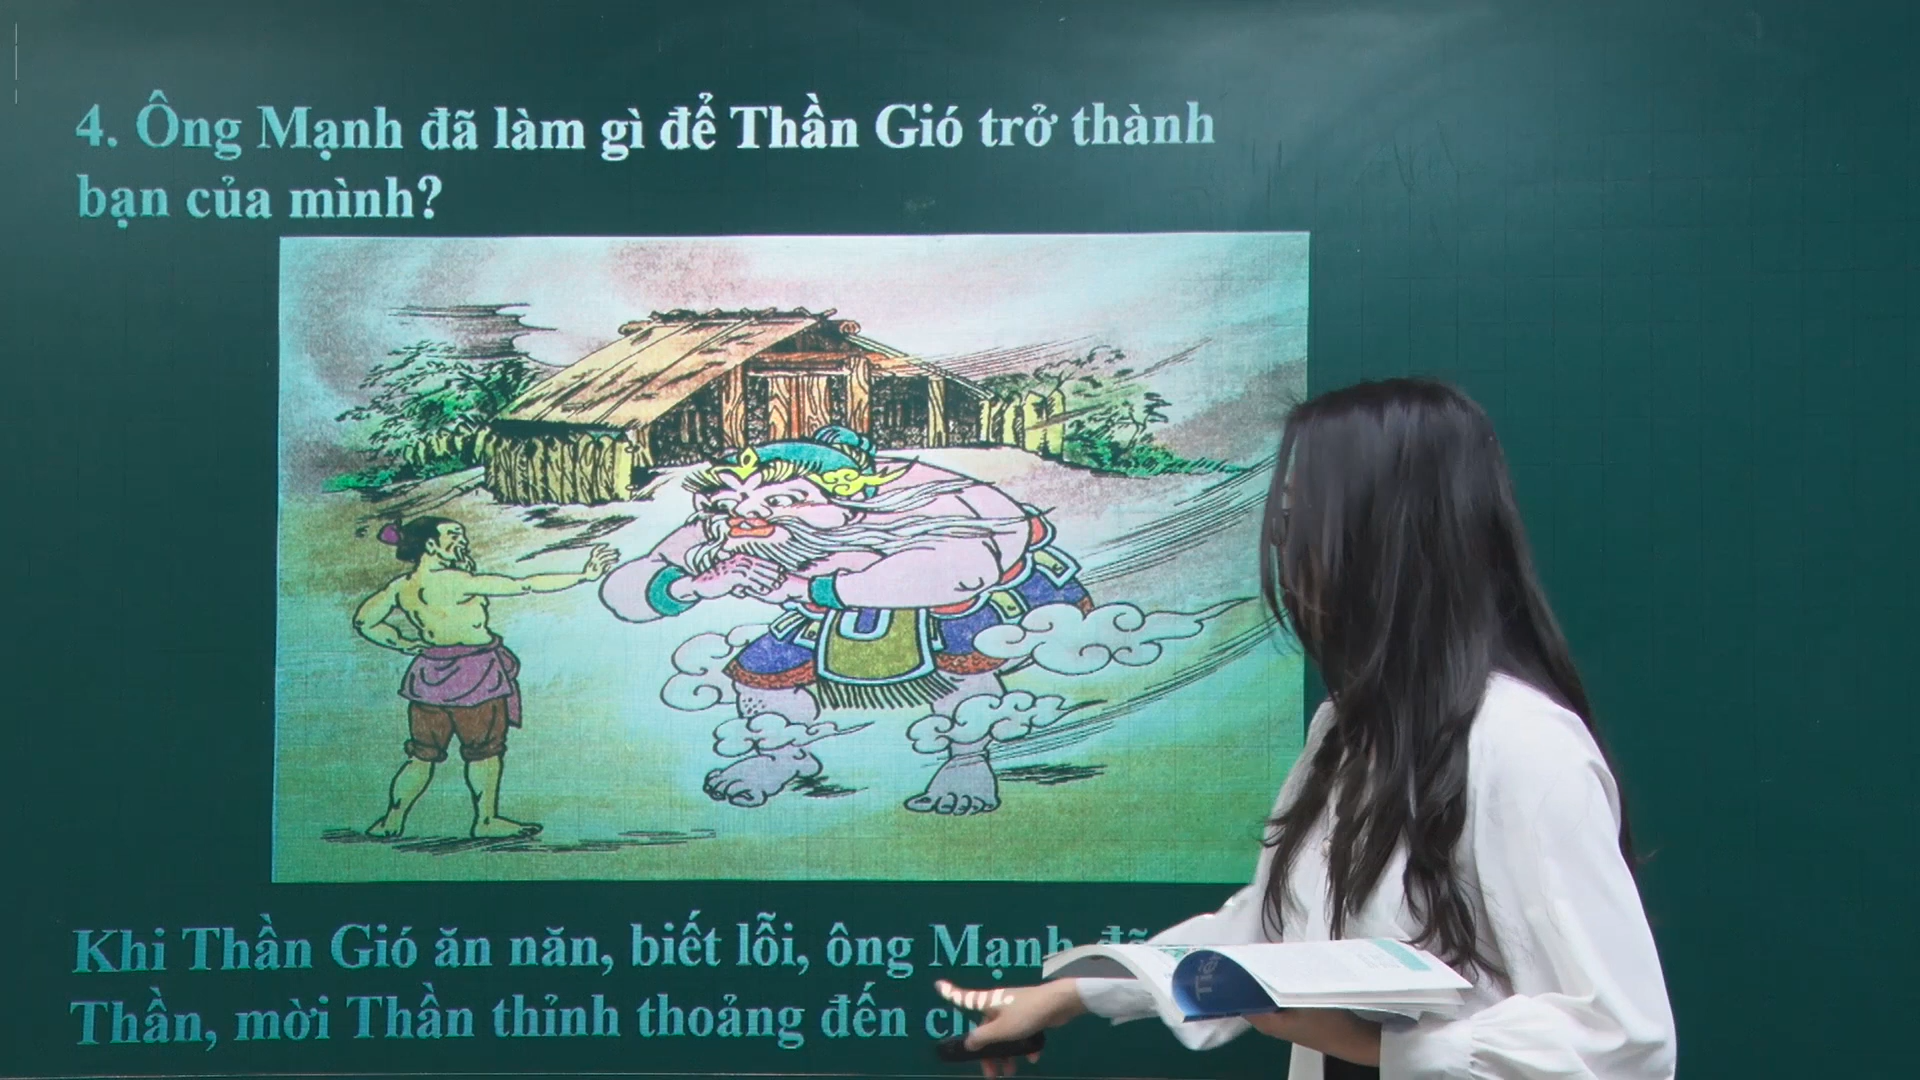 4. Ông Mạnh đã làm gì để Thần Gió trở thành
bạn của mình?
Khi Thần Gió ăn năn, biết lỗi, ông Mạnh đã
Thần, mời Thần thỉnh thoảng đến